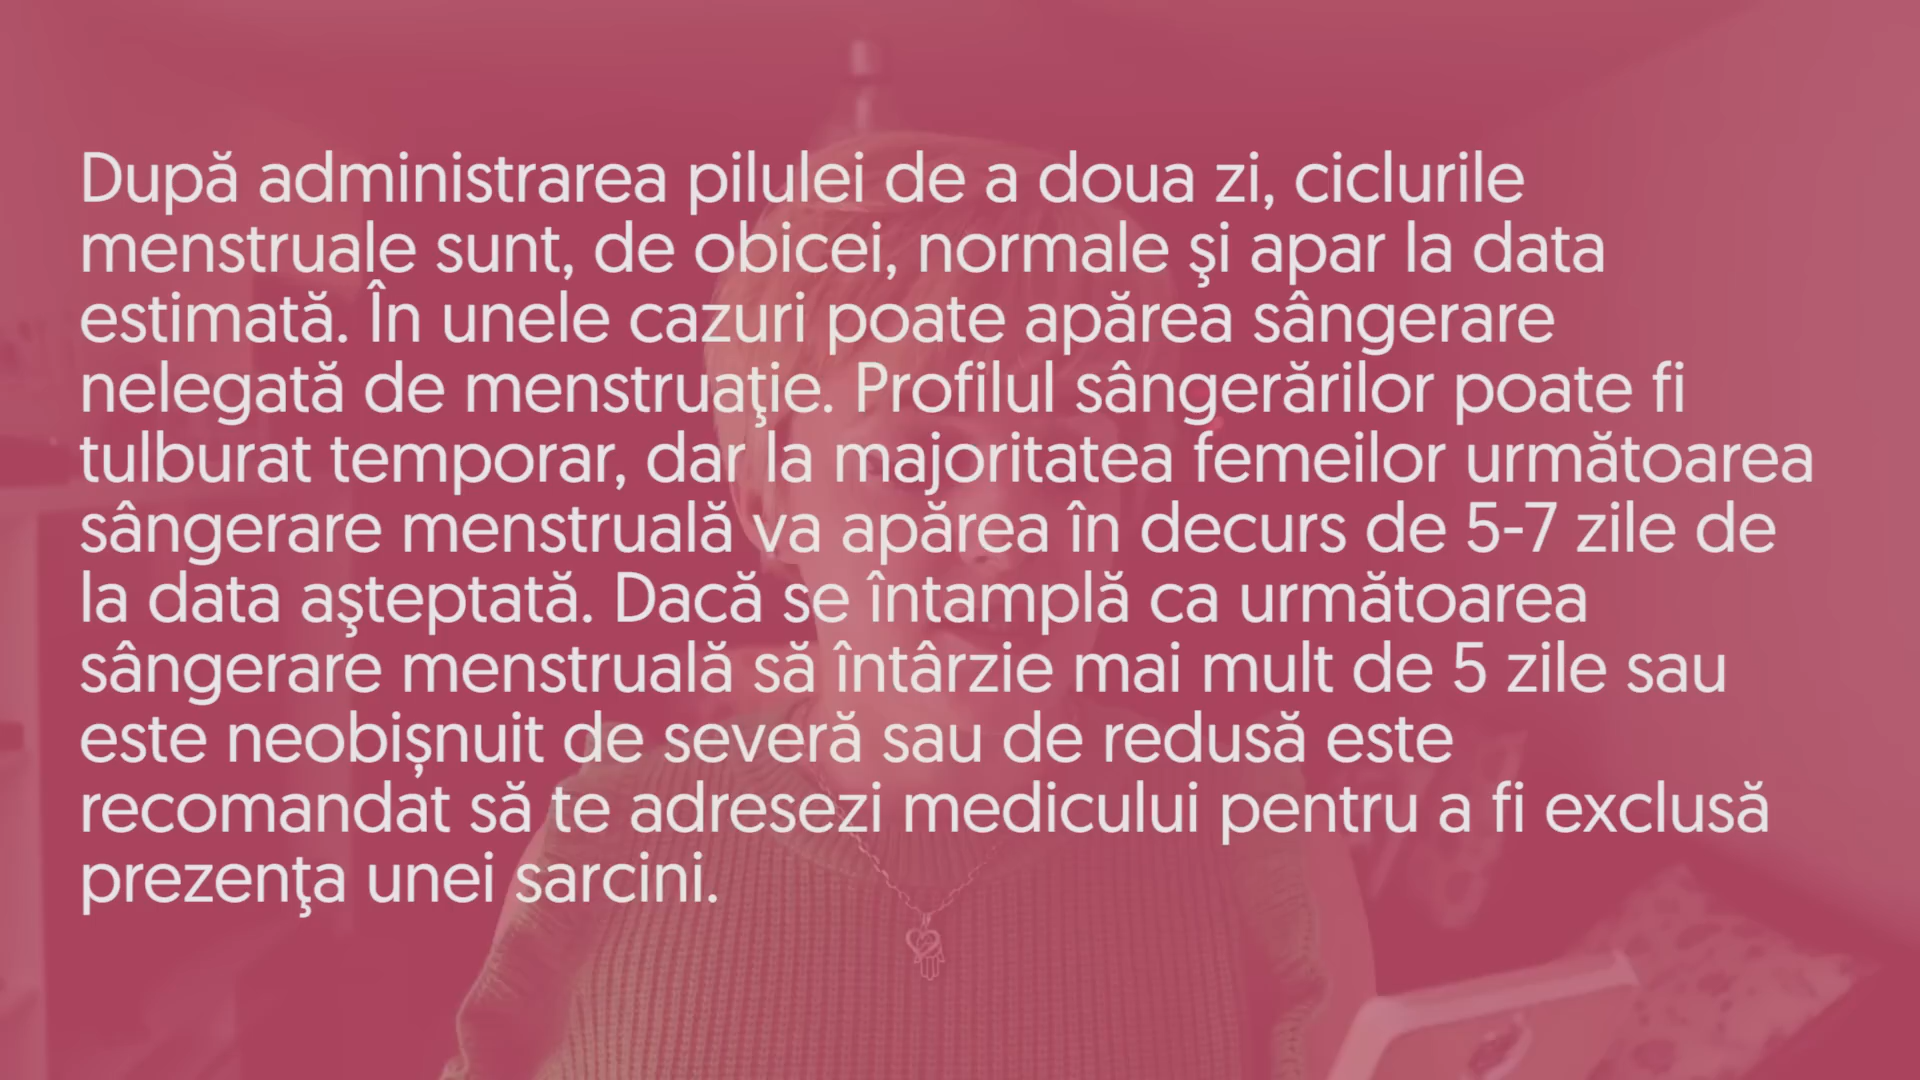 După administrarea pilulei de a doua zi, ciclurile
menstruale sunt, de obicei, normale şi apar la data
estimată. În unele cazuri poate apărea sângerare
nelegată de menstruaţie. Profilul sângerărilor poate fi
tulburat temporar, dar la majoritatea femeilor următoarea
sângerare menstruală va apărea în decurs de 5-7 zile de
la data aşteptată. Dacă se întamplă ca următoarea
sângerare menstruală să întârzie mai mult de 5 zile sau
este neobișnuit de severă sau de redusă este
recomandat să te adresezi medicului pentru a fi exclusă
prezenţa unei sarcini.